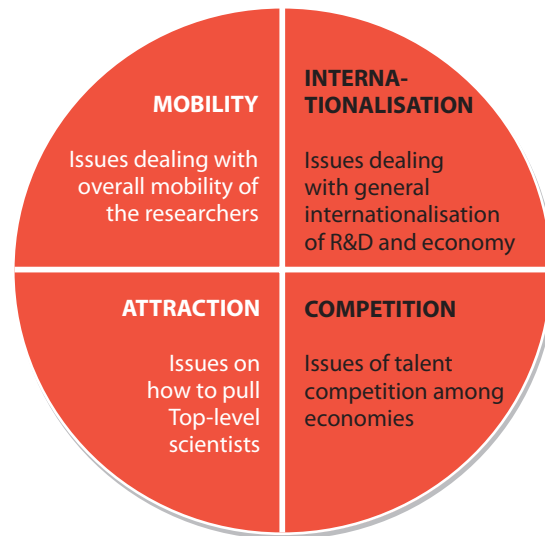 MOBILITY
Issues dealing with
overall mobility of
the researchers
INTERNA-
TIONALISATION
Issues dealing
with general
internationalisation
of R&D and economy
ATTRACTION
Issues on
how to pull
Top-level
scientists
COMPETITION
Issues of talent
competition among
economies